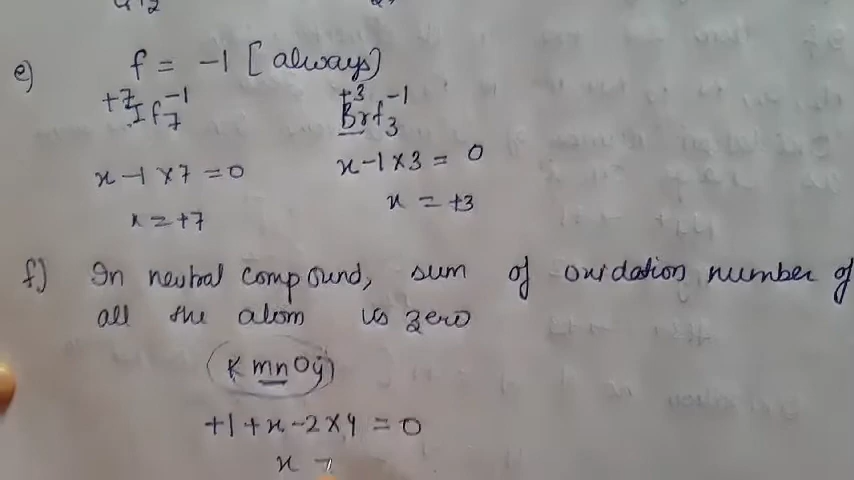 e) f = -1 [always]
+7 -1 +3 -1
If7 Brf3
x -1 x 7 = 0 x -1 x 3 = 0
x = +7 x = +3
f) In neutral compound, sum of oxidation number of
all the atom is zero
KmnO4
+1 + x - 2 x 4 = 0
x =